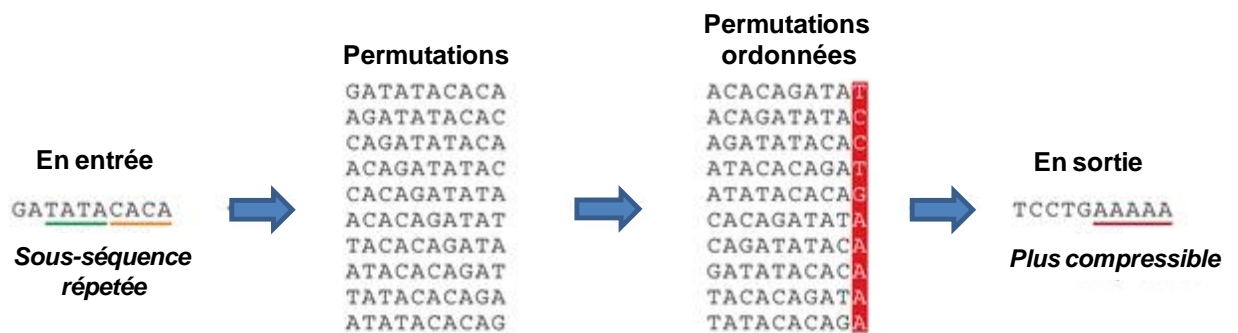 En entrée
GATATACACA
Sous-séquence
répetée
Permutations
GATATACACA
AGATATACAC
CAGATATACA
ACAGATATAC
CACAGATATA
ACACAGATAT
TACACAGATA
ATACACAGAT
TATACACAGA
ATATACACAG
Permutations
ordonnées
ACACAGATAT
ACAGATATAC
AGATATACAC
ATACACAGAT
ATATACACAG
CACAGATATA
CAGATATACA
GATATACACA
TACACAGATA
TATACACAGA
En sortie
TCCTGAAAAA
Plus compressible